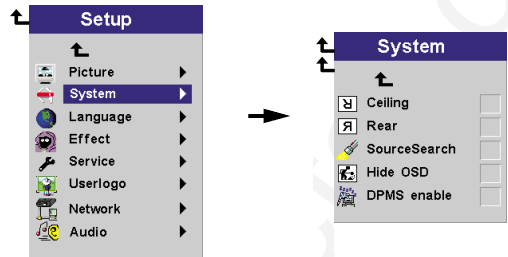 Setup
Picture
System
Language
Effect
Service
Userlogo
Network
Audio
System
Ceiling
Rear
SourceSearch
Hide OSD
DPMS enable